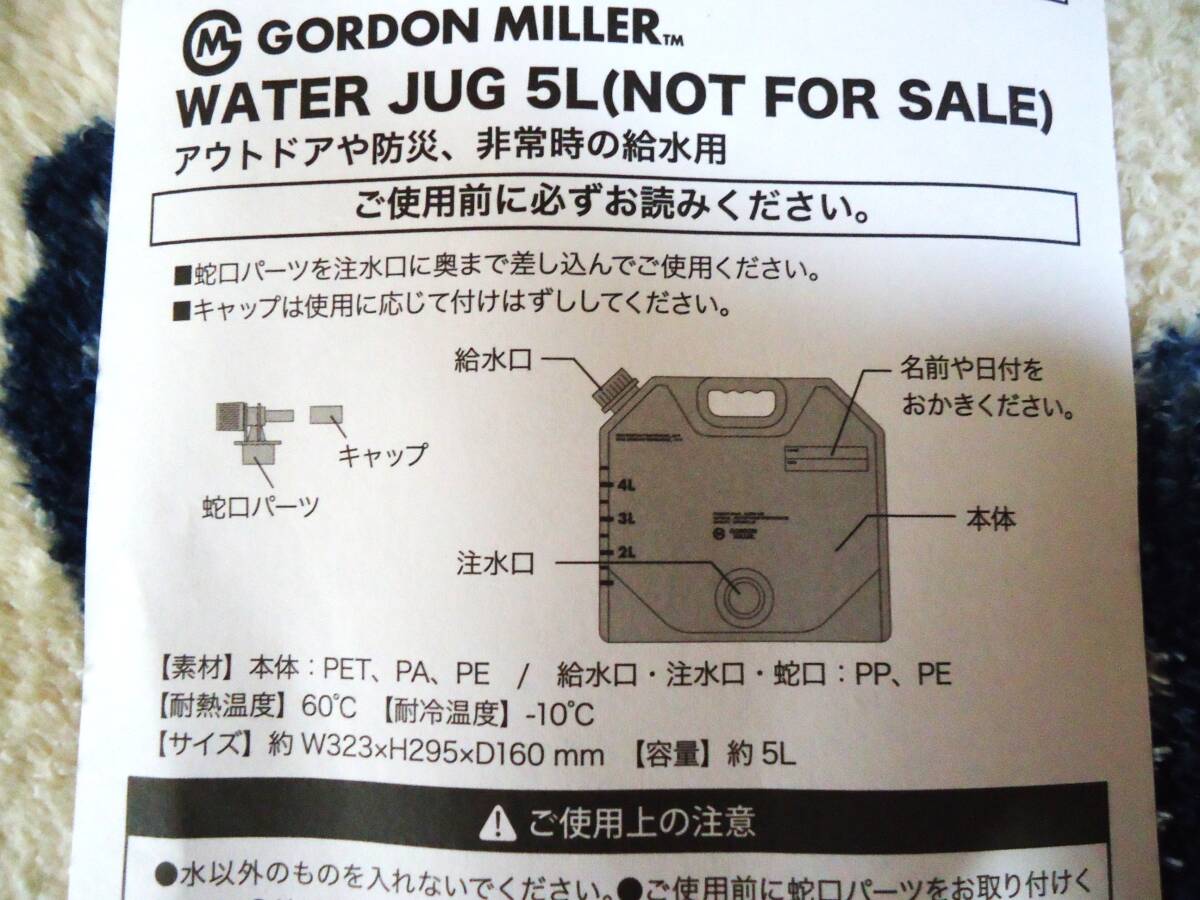 GORDON MILLER™
WATER JUG 5L(NOT FOR SALE)
アウトドアや防災、非常時の給水用
ご使用前に必ずお読みください。
■蛇口パーツを注水口に奥まで差し込んでご使用ください。
■キャップは使用に応じて付けはずししてください。
給水口
名前や日付を
おかきください。
キャップ
蛇口パーツ
4L
3L
2L
GORDON
MILLER
本体
注水口
【素材】本体：PET、PA、PE / 給水口・注水口・蛇口：PP、PE
【耐熱温度】60℃ 【耐冷温度】-10℃
【サイズ】約 W323×H295×D160 mm 【容量】約 5L
ご使用上の注意
●水以外のものを入れないでください。●ご使用前に蛇口パーツをお取り付けく